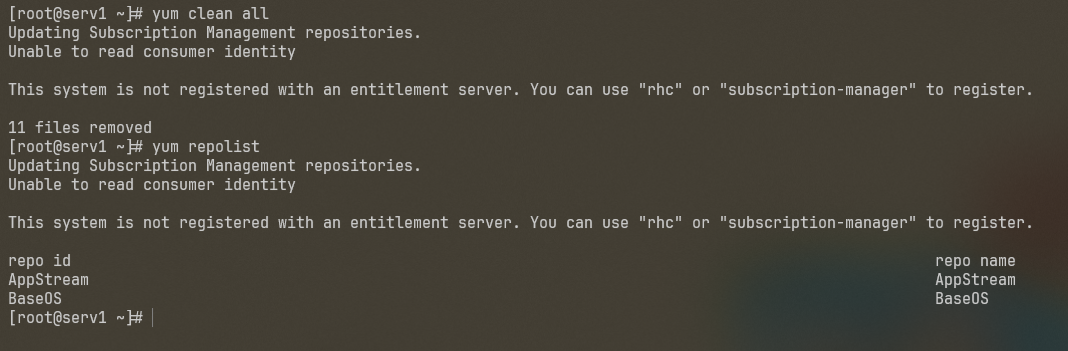 [root@serv1 ~]# yum clean all
Updating Subscription Management repositories.
Unable to read consumer identity
This system is not registered with an entitlement server. You can use "rhc" or "subscription-manager" to register.
11 files removed
[root@serv1 ~]# yum repolist
Updating Subscription Management repositories.
Unable to read consumer identity
This system is not registered with an entitlement server. You can use "rhc" or "subscription-manager" to register.
repo id repo name
AppStream AppStream
BaseOS BaseOS
[root@serv1 ~]#